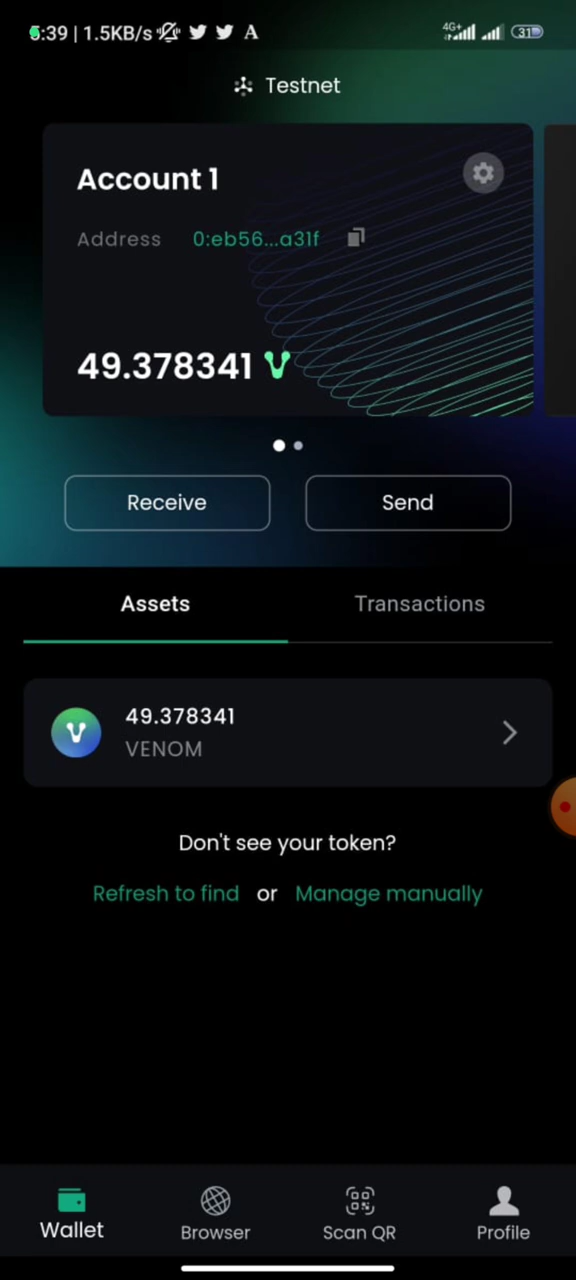 5:39 | 1.5KB/s A 4G+ 31
Testnet
Account 1
Address 0:eb56...a31f
49.378341
Receive Send
Assets Transactions
49.378341
VENOM
Don't see your token?
Refresh to find or Manage manually
Wallet Browser Scan QR Profile